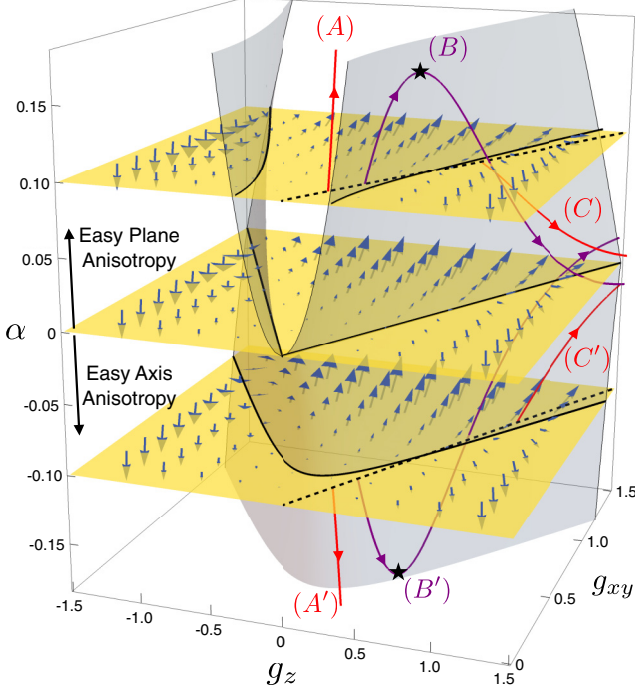 (A)
(B)
0.15
0.10
(C)
Easy Plane
Anisotropy
0.05
α
0
(C′)
Easy Axis
Anisotropy
-0.05
-0.10
-0.15
1.5
1.0
g_xy
0.5
0
(A′)
(B′)
-1.5
-1.0
-0.5
0
0.5
1.0
1.5
g_z